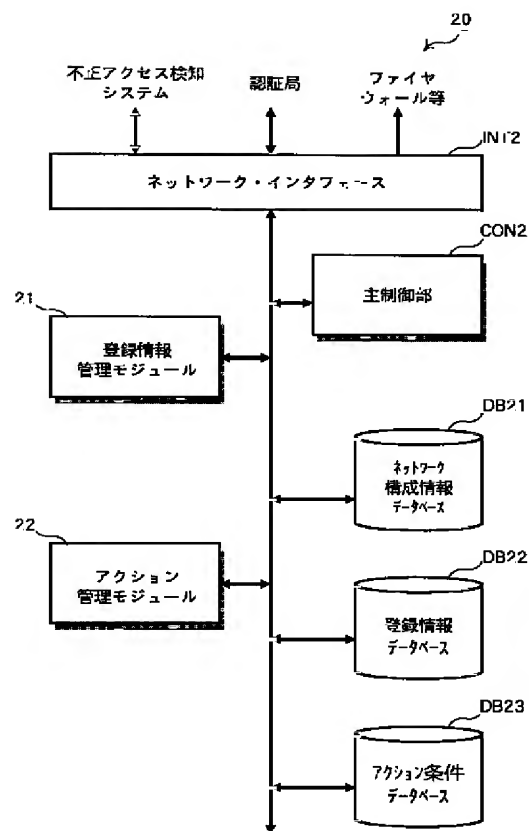 20
不正アクセス検知
システム
認証局
ファイヤ
ウォール等
INT2
ネットワーク・インタフェース
CON2
主制御部
21
登録情報
管理モジュール
DB21
ネットワーク
構成情報
データベース
22
アクション
管理モジュール
DB22
登録情報
データベース
DB23
アクション条件
データベース